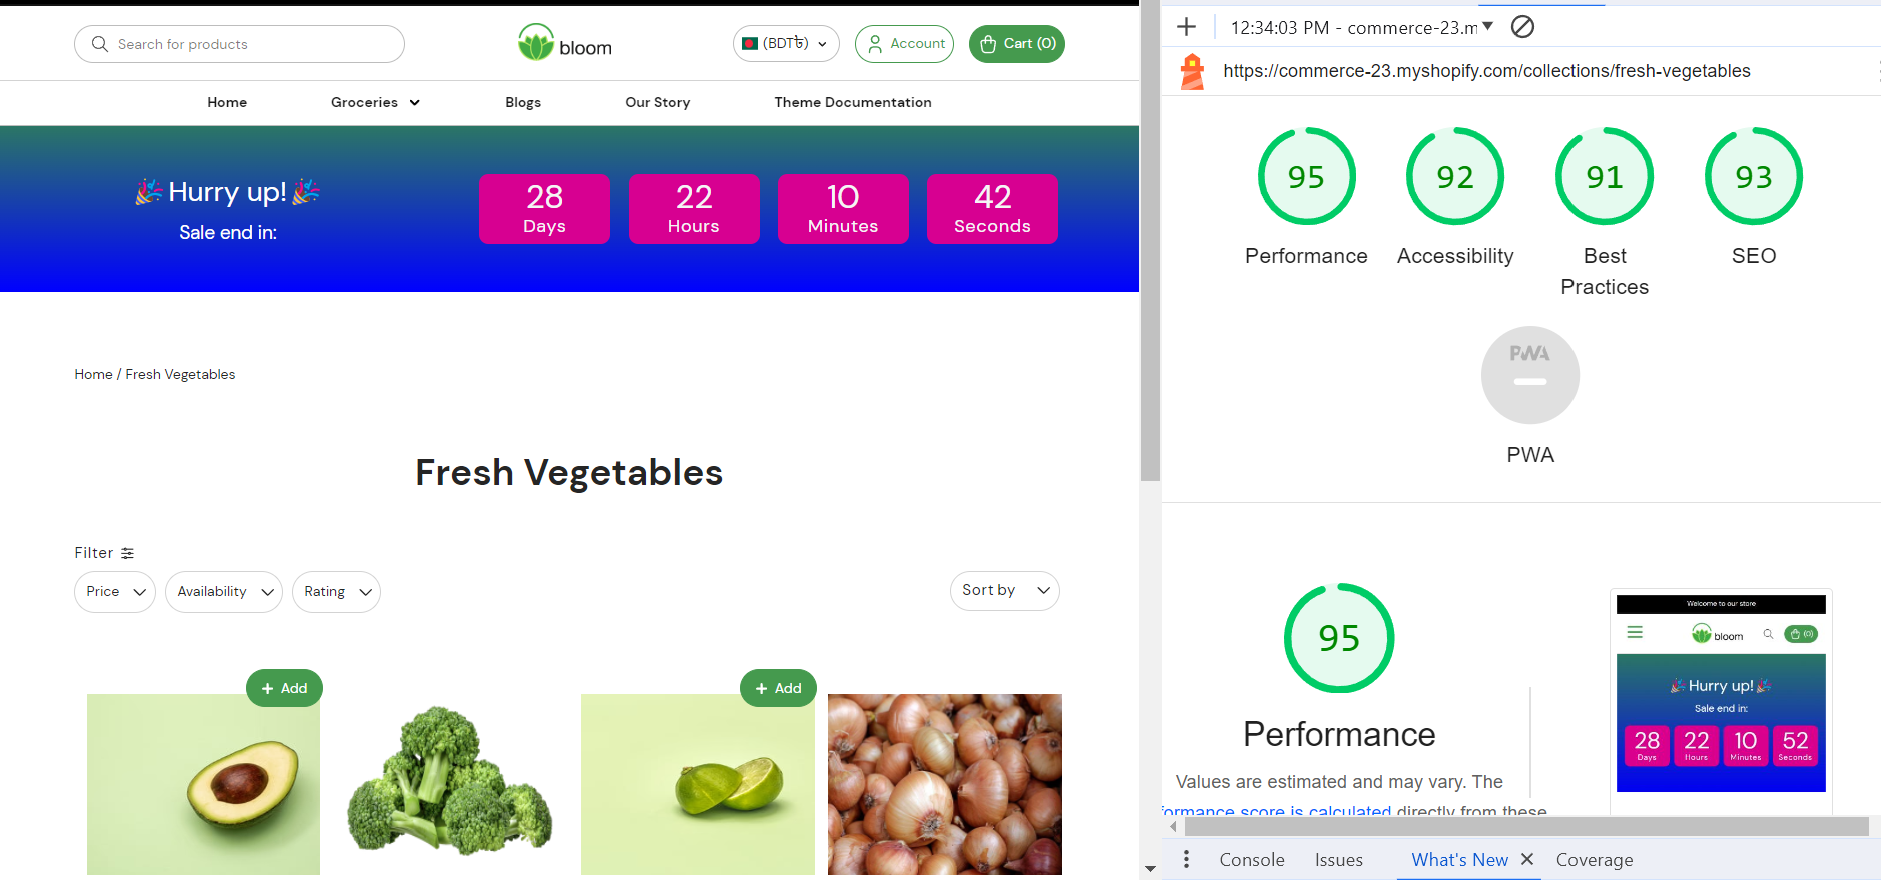 Search for products
bloom
(BDT৳)
Account
Cart (0)
Home
Groceries
Blogs
Our Story
Theme Documentation
🎉Hurry up!🎉
Sale end in:
28
Days
22
Hours
10
Minutes
42
Seconds
Home / Fresh Vegetables
Fresh Vegetables
Filter
Price
Availability
Rating
Sort by
+ Add
+ Add
12:34:03 PM - commerce-23.m
https://commerce-23.myshopify.com/collections/fresh-vegetables
95
Performance
92
Accessibility
91
Best
Practices
93
SEO
PWA
PWA
95
Performance
Values are estimated and may vary. The
formance score is calculated directly from these
Welcome to our store
bloom
(0)
🎉Hurry up!🎉
Sale end in:
28
Days
22
Hours
10
Minutes
52
Seconds
Console
Issues
What's New
Coverage